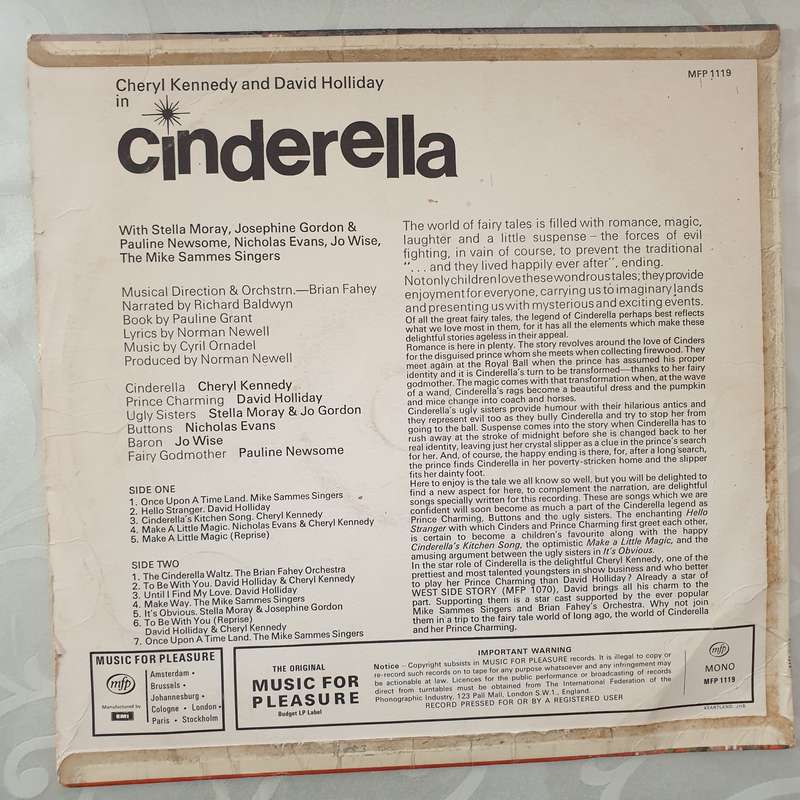 Cheryl Kennedy and David Holliday
in
cinderella
MFP 1119
With Stella Moray, Josephine Gordon &
Pauline Newsome, Nicholas Evans, Jo Wise,
The Mike Sammes Singers
Musical Direction & Orchstrn.—Brian Fahey
Narrated by Richard Baldwyn
Book by Pauline Grant
Lyrics by Norman Newell
Music by Cyril Ornadel
Produced by Norman Newell
Cinderella Cheryl Kennedy
Prince Charming David Holliday
Ugly Sisters Stella Moray & Jo Gordon
Buttons Nicholas Evans
Baron Jo Wise
Fairy Godmother Pauline Newsome
SIDE ONE
1. Once Upon A Time Land. Mike Sammes Singers
2. Hello Stranger. David Holliday
3. Cinderella's Kitchen Song. Cheryl Kennedy
4. Make A Little Magic. Nicholas Evans & Cheryl Kennedy
5. Make A Little Magic (Reprise)
SIDE TWO
1. The Cinderella Waltz. The Brian Fahey Orchestra
2. To Be With You. David Holliday & Cheryl Kennedy
3. Until I Find My Love. David Holliday
4. Make Way. The Mike Sammes Singers
5. It's Obvious. Stella Moray & Josephine Gordon
6. To Be With You (Reprise)
David Holliday & Cheryl Kennedy
7. Once Upon A Time Land. The Mike Sammes Singers
The world of fairy tales is filled with romance, magic,
laughter and a little suspense – the forces of evil
fighting, in vain of course, to prevent the traditional
"... and they lived happily ever after", ending.
Not only children love these wondrous tales; they provide
enjoyment for everyone, carrying us to imaginary lands
and presenting us with mysterious and exciting events.
Of all the great fairy tales, the legend of Cinderella perhaps best reflects
what we love most in them, for it has all the elements which make these
delightful stories ageless in their appeal.
Romance is here in plenty. The story revolves around the love of Cinders
for the disguised prince whom she meets when collecting firewood. They
meet again at the Royal Ball when the prince has assumed his proper
identity and it is Cinderella's turn to be transformed—thanks to her fairy
godmother. The magic comes with that transformation when, at the wave
of a wand, Cinderella's rags become a beautiful dress and the pumpkin
and mice change into coach and horses.
Cinderella's ugly sisters provide humour with their hilarious antics and
they represent evil too as they bully Cinderella and try to stop her from
going to the ball. Suspense comes into the story when Cinderella has to
rush away at the stroke of midnight before she is changed back to her
real identity, leaving just her crystal slipper as a clue in the prince's search
for her. And, of course, the happy ending is there, for, after a long search,
the prince finds Cinderella in her poverty-stricken home and the slipper
fits her dainty foot.
Here to enjoy is the tale we all know so well, but you will be delighted to
find a new aspect for here, to complement the narration, are delightful
songs specially written for this recording. These are songs which we are
confident will soon become as much a part of the Cinderella legend as
Prince Charming, Buttons and the ugly sisters. The enchanting Hello
Stranger with which Cinders and Prince Charming first greet each other,
is certain to become a children's favourite along with the happy
Cinderella's Kitchen Song, the optimistic Make a Little Magic, and the
amusing argument between the ugly sisters in It's Obvious.
In the star role of Cinderella is the delightful Cheryl Kennedy, one of the
prettiest and most talented youngsters in show business and who better
to play her Prince Charming than David Holliday? Already a star of
WEST SIDE STORY (MFP 1070), David brings all his charm to the
part. Supporting them is a star cast supported by the ever popular
Mike Sammes Singers and Brian Fahey's Orchestra. Why not join
them in a trip to the fairy tale world of long ago, the world of Cinderella
and her Prince Charming.
MUSIC FOR PLEASURE
mfp
Manufactured by
EMI
Amsterdam •
Brussels •
Johannesburg •
Cologne • London •
Paris • Stockholm
THE ORIGINAL
MUSIC FOR
PLEASURE
Budget LP Label
IMPORTANT WARNING
Notice – Copyright subsists in MUSIC FOR PLEASURE records. It is illegal to copy or
re-record such records on to tape for any purpose whatsoever and any infringement may
be actionable at law. Licences for the public performance or broadcasting of records
direct from turntables must be obtained from The International Federation of the
Phonographic Industry, 123 Pall Mall, London S.W.1., England.
RECORD PRESSED FOR OR BY A REGISTERED USER
mfp
MONO
MFP 1119
HEARTLAND, JHB